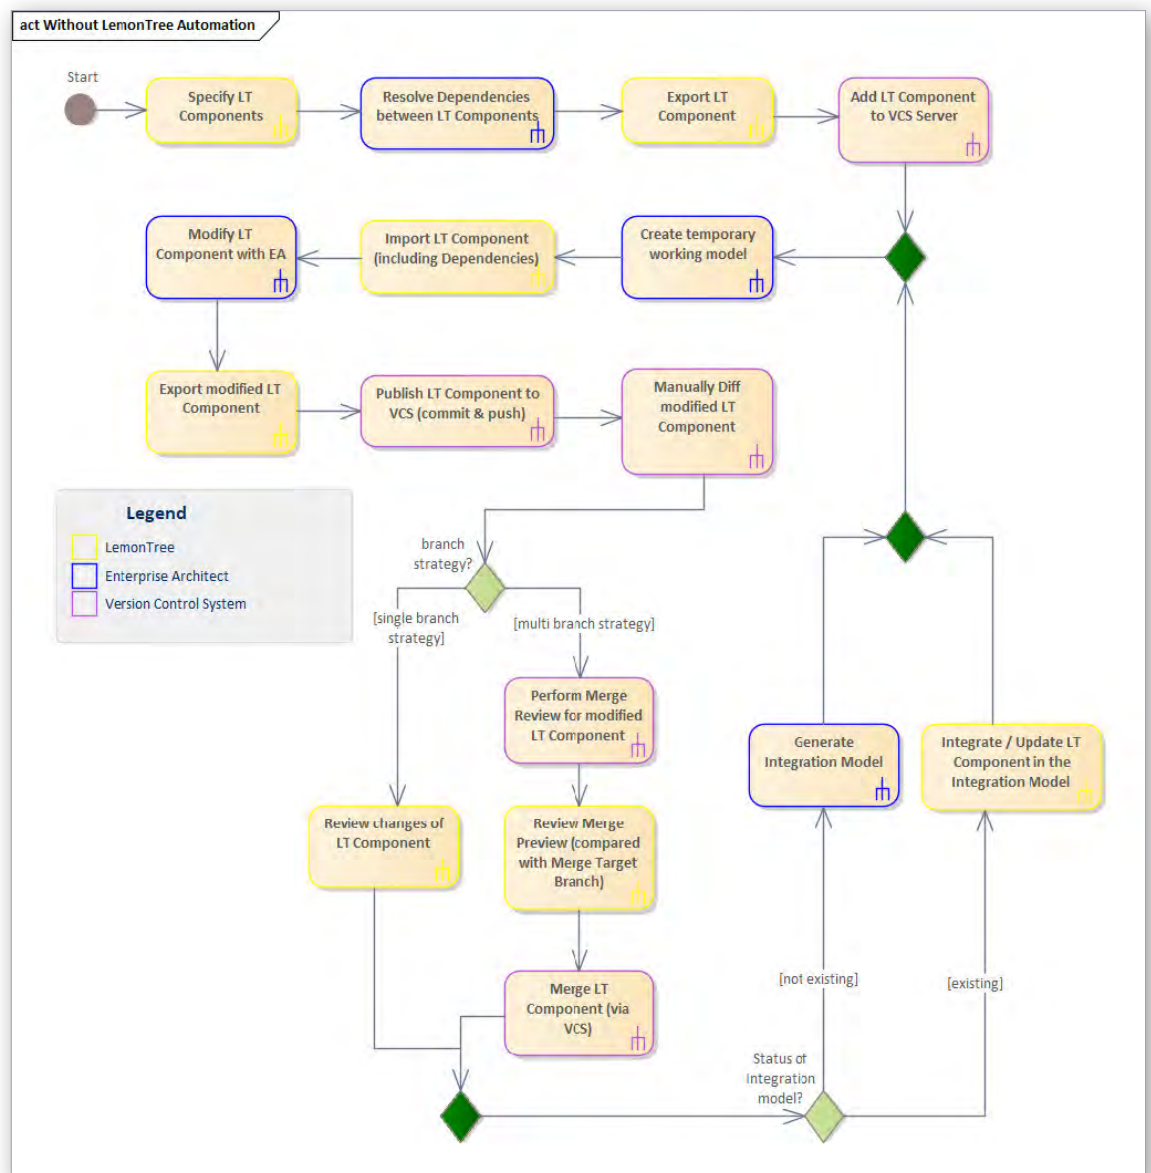 act Without LemonTree Automation
Start
Specify LT
Components
Resolve Dependencies
between LT Components
Export LT
Component
Add LT Component
to VCS Server
Modify LT
Component with EA
Import LT Component
(including Dependencies)
Create temporary
working model
Export modified LT
Component
Publish LT Component to
VCS (commit & push)
Manually Diff
modified LT
Component
Legend
LemonTree
Enterprise Architect
Version Control System
branch
strategy?
[single branch
strategy]
[multi branch strategy]
Perform Merge
Review for modified
LT Component
Generate
Integration Model
Integrate / Update LT
Component in the
Integration Model
Review changes of
LT Component
Review Merge
Preview (compared
with Merge Target
Branch)
[not existing]
[existing]
Merge LT
Component (via
VCS)
Status of
Integration
model?